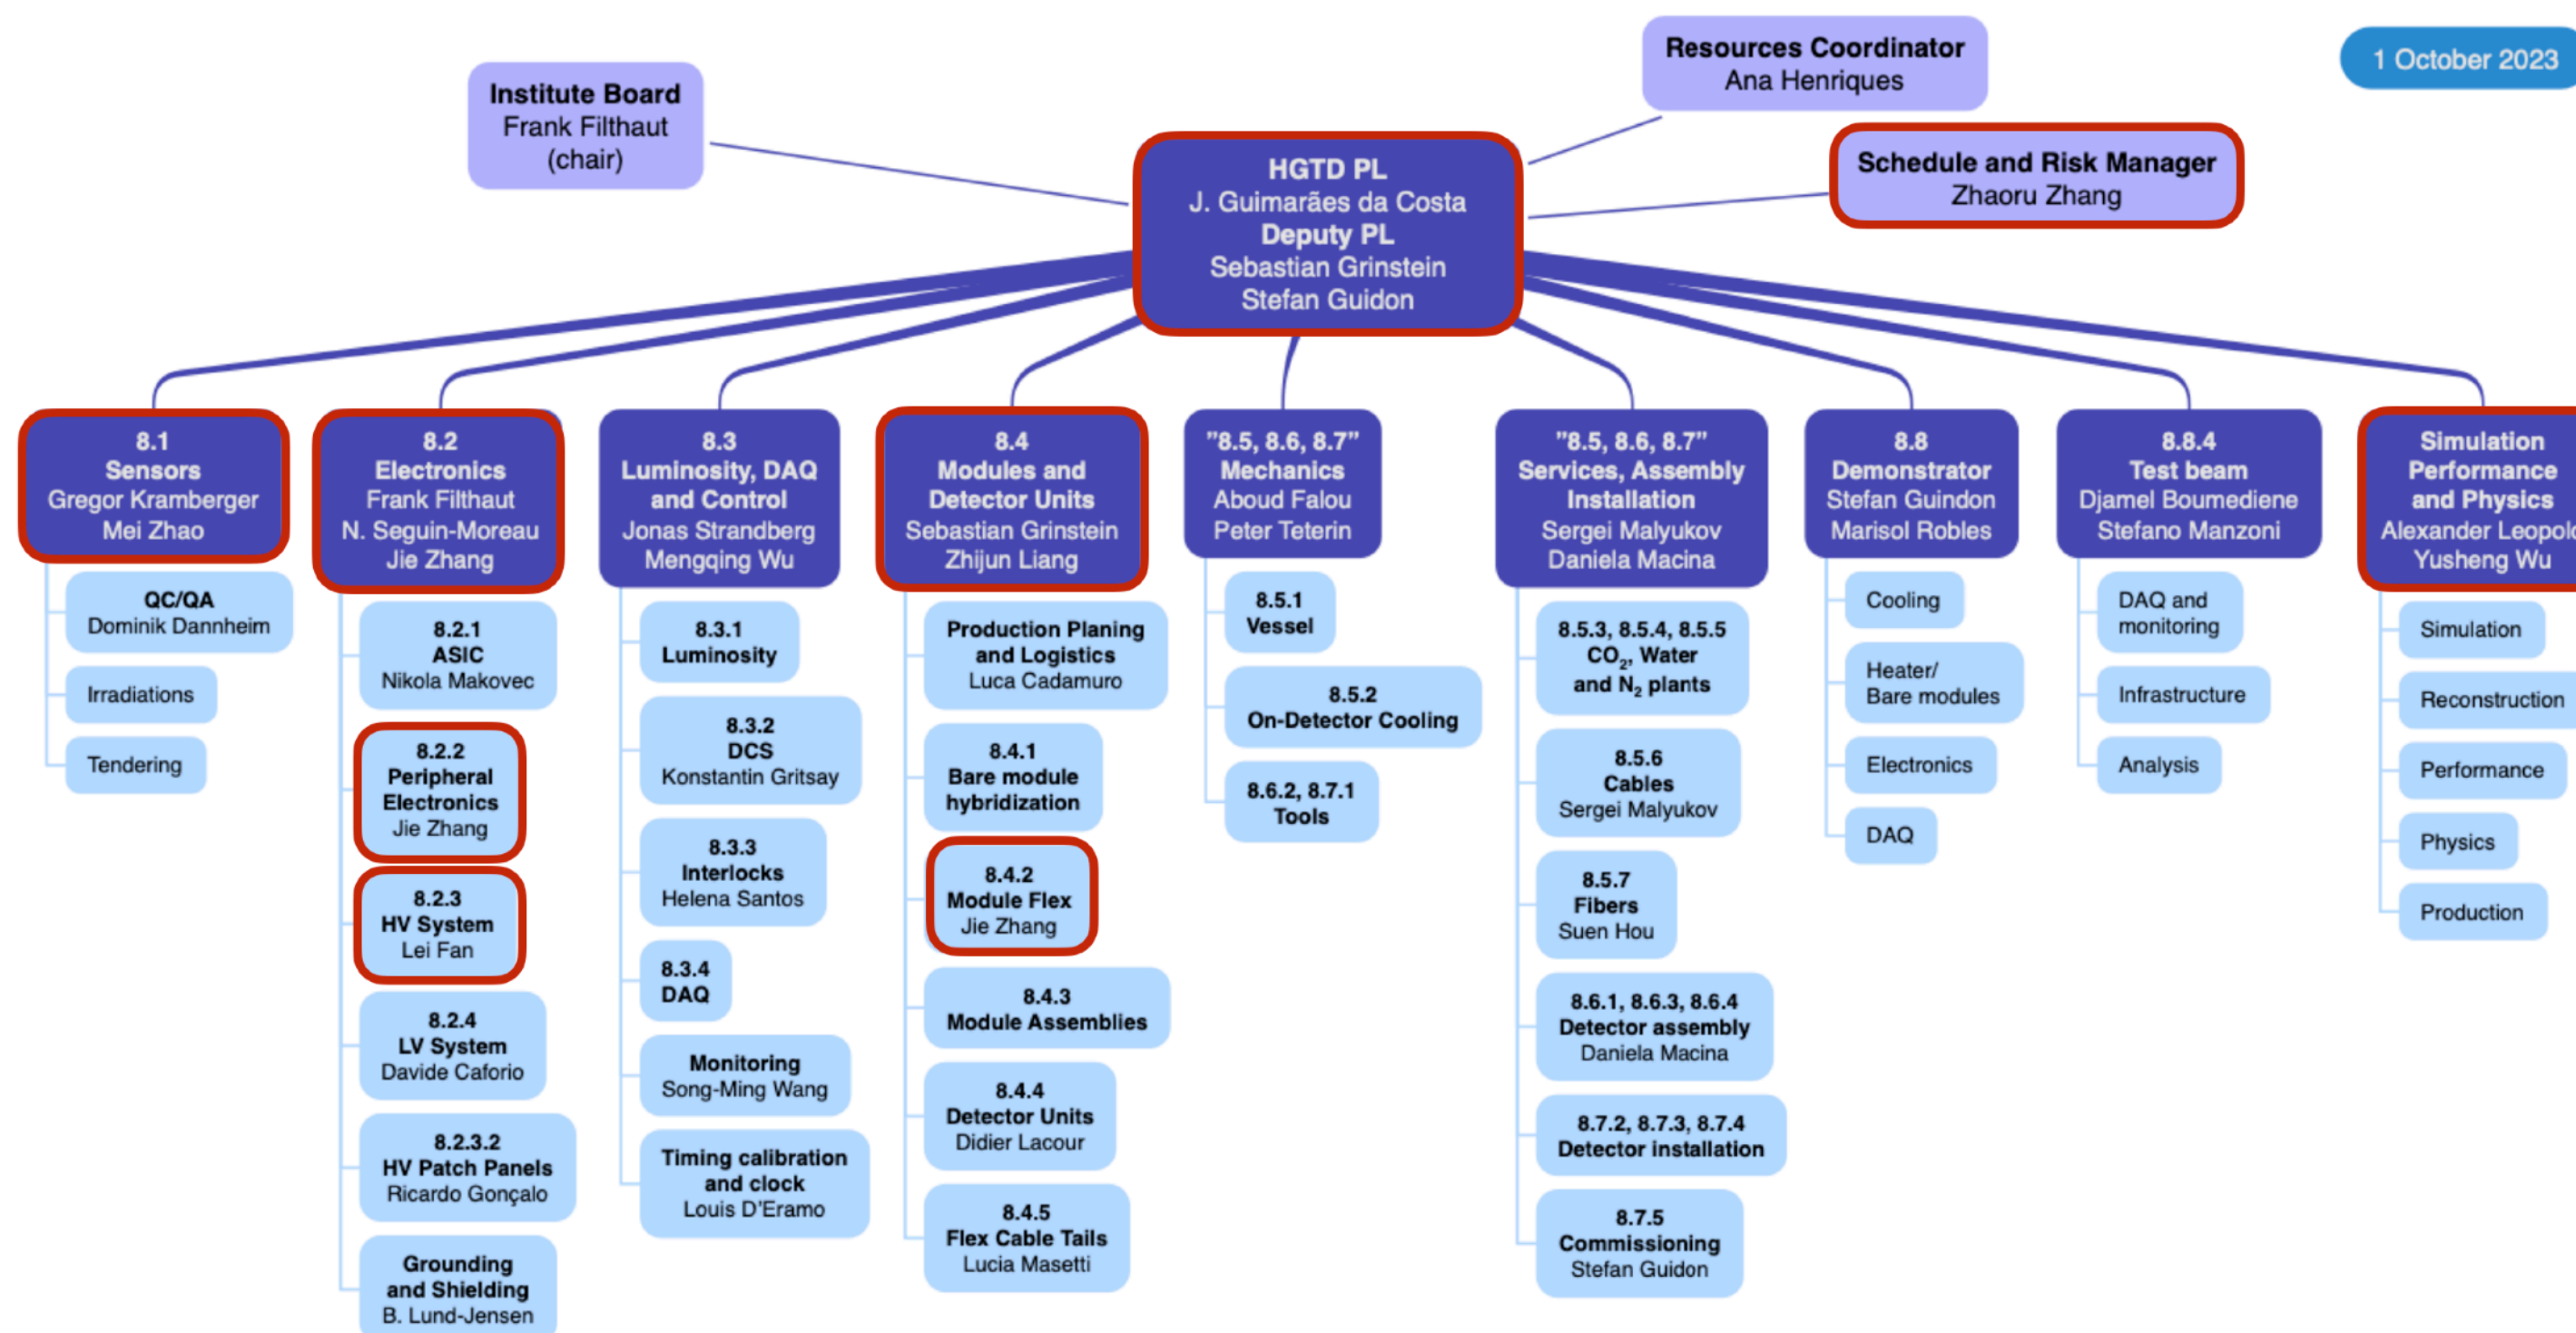 1 October 2023
Institute Board
Frank Filthaut
(chair)
Resources Coordinator
Ana Henriques
Schedule and Risk Manager
Zhaoru Zhang
HGTD PL
J. Guimarães da Costa
Deputy PL
Sebastian Grinstein
Stefan Guidon
8.1
Sensors
Gregor Kramberger
Mei Zhao
QC/QA
Dominik Dannheim
Irradiations
Tendering
8.2
Electronics
Frank Filthaut
N. Seguin-Moreau
Jie Zhang
8.2.1
ASIC
Nikola Makovec
8.2.2
Peripheral
Electronics
Jie Zhang
8.2.3
HV System
Lei Fan
8.2.4
LV System
Davide Caforio
8.2.3.2
HV Patch Panels
Ricardo Gonçalo
Grounding
and Shielding
B. Lund-Jensen
8.3
Luminosity, DAQ
and Control
Jonas Strandberg
Mengqing Wu
8.3.1
Luminosity
8.3.2
DCS
Konstantin Gritsay
8.3.3
Interlocks
Helena Santos
8.3.4
DAQ
Monitoring
Song-Ming Wang
Timing calibration
and clock
Louis D'Eramo
8.4
Modules and
Detector Units
Sebastian Grinstein
Zhijun Liang
Production Planing
and Logistics
Luca Cadamuro
8.4.1
Bare module
hybridization
8.4.2
Module Flex
Jie Zhang
8.4.3
Module Assemblies
8.4.4
Detector Units
Didier Lacour
8.4.5
Flex Cable Tails
Lucia Masetti
”8.5, 8.6, 8.7”
Mechanics
Aboud Falou
Peter Teterin
8.5.1
Vessel
8.5.2
On-Detector Cooling
8.6.2, 8.7.1
Tools
”8.5, 8.6, 8.7”
Services, Assembly
Installation
Sergei Malyukov
Daniela Macina
8.5.3, 8.5.4, 8.5.5
CO₂, Water
and N₂ plants
8.5.6
Cables
Sergei Malyukov
8.5.7
Fibers
Suen Hou
8.6.1, 8.6.3, 8.6.4
Detector assembly
Daniela Macina
8.7.2, 8.7.3, 8.7.4
Detector installation
8.7.5
Commissioning
Stefan Guidon
8.8
Demonstrator
Stefan Guindon
Marisol Robles
Cooling
Heater/
Bare modules
Electronics
DAQ
8.8.4
Test beam
Djamel Boumediene
Stefano Manzoni
DAQ and
monitoring
Infrastructure
Analysis
Simulation
Performance
and Physics
Alexander Leopold
Yusheng Wu
Simulation
Reconstruction
Performance
Physics
Production